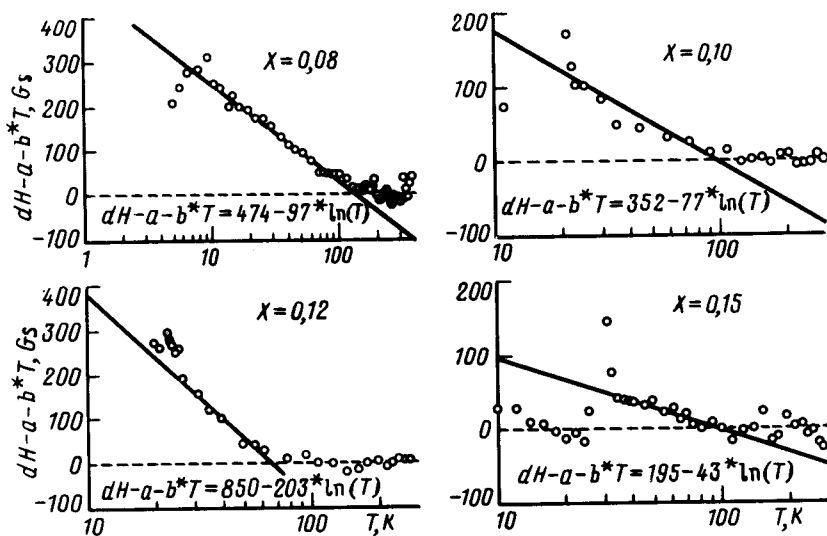 400
300
200
100
0
-100
dH-a-b*T, Gs
X=0,08
dH-a-b*T=474-97*ln(T)
1
10
100
200
100
0
-100
X=0,10
dH-a-b*T=352-77*ln(T)
10
100
400
300
200
100
0
-100
dH-a-b*T, Gs
X=0,12
dH-a-b*T=850-203*ln(T)
10
100
T,K
200
100
0
-100
X=0,15
dH-a-b*T=195-43*ln(T)
10
100
T,K